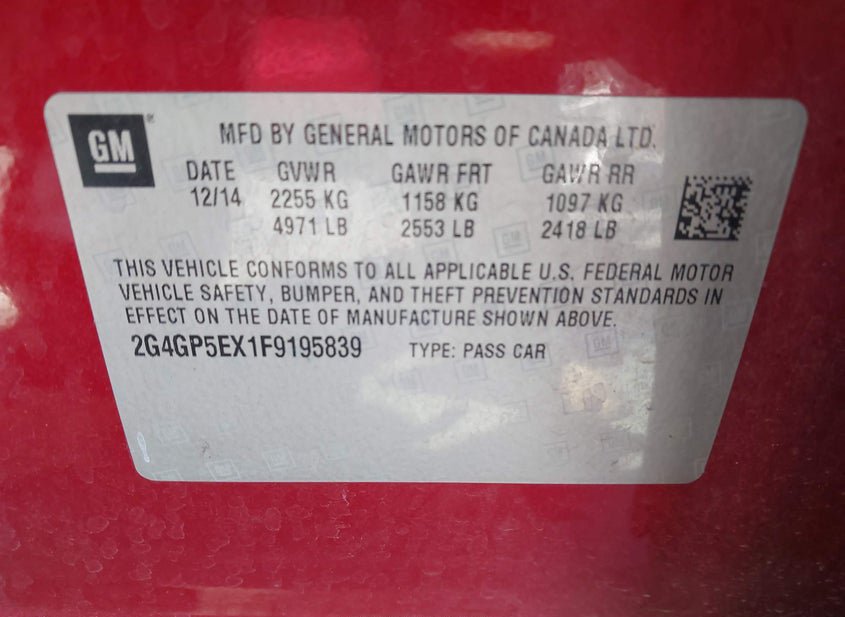 GM
MFD BY GENERAL MOTORS OF CANADA LTD.
DATE GVWR GAWR FRT GAWR RR
12/14 2255 KG 1158 KG 1097 KG
4971 LB 2553 LB 2418 LB
THIS VEHICLE CONFORMS TO ALL APPLICABLE U.S. FEDERAL MOTOR
VEHICLE SAFETY, BUMPER, AND THEFT PREVENTION STANDARDS IN
EFFECT ON THE DATE OF MANUFACTURE SHOWN ABOVE.
2G4GP5EX1F9195839 TYPE: PASS CAR